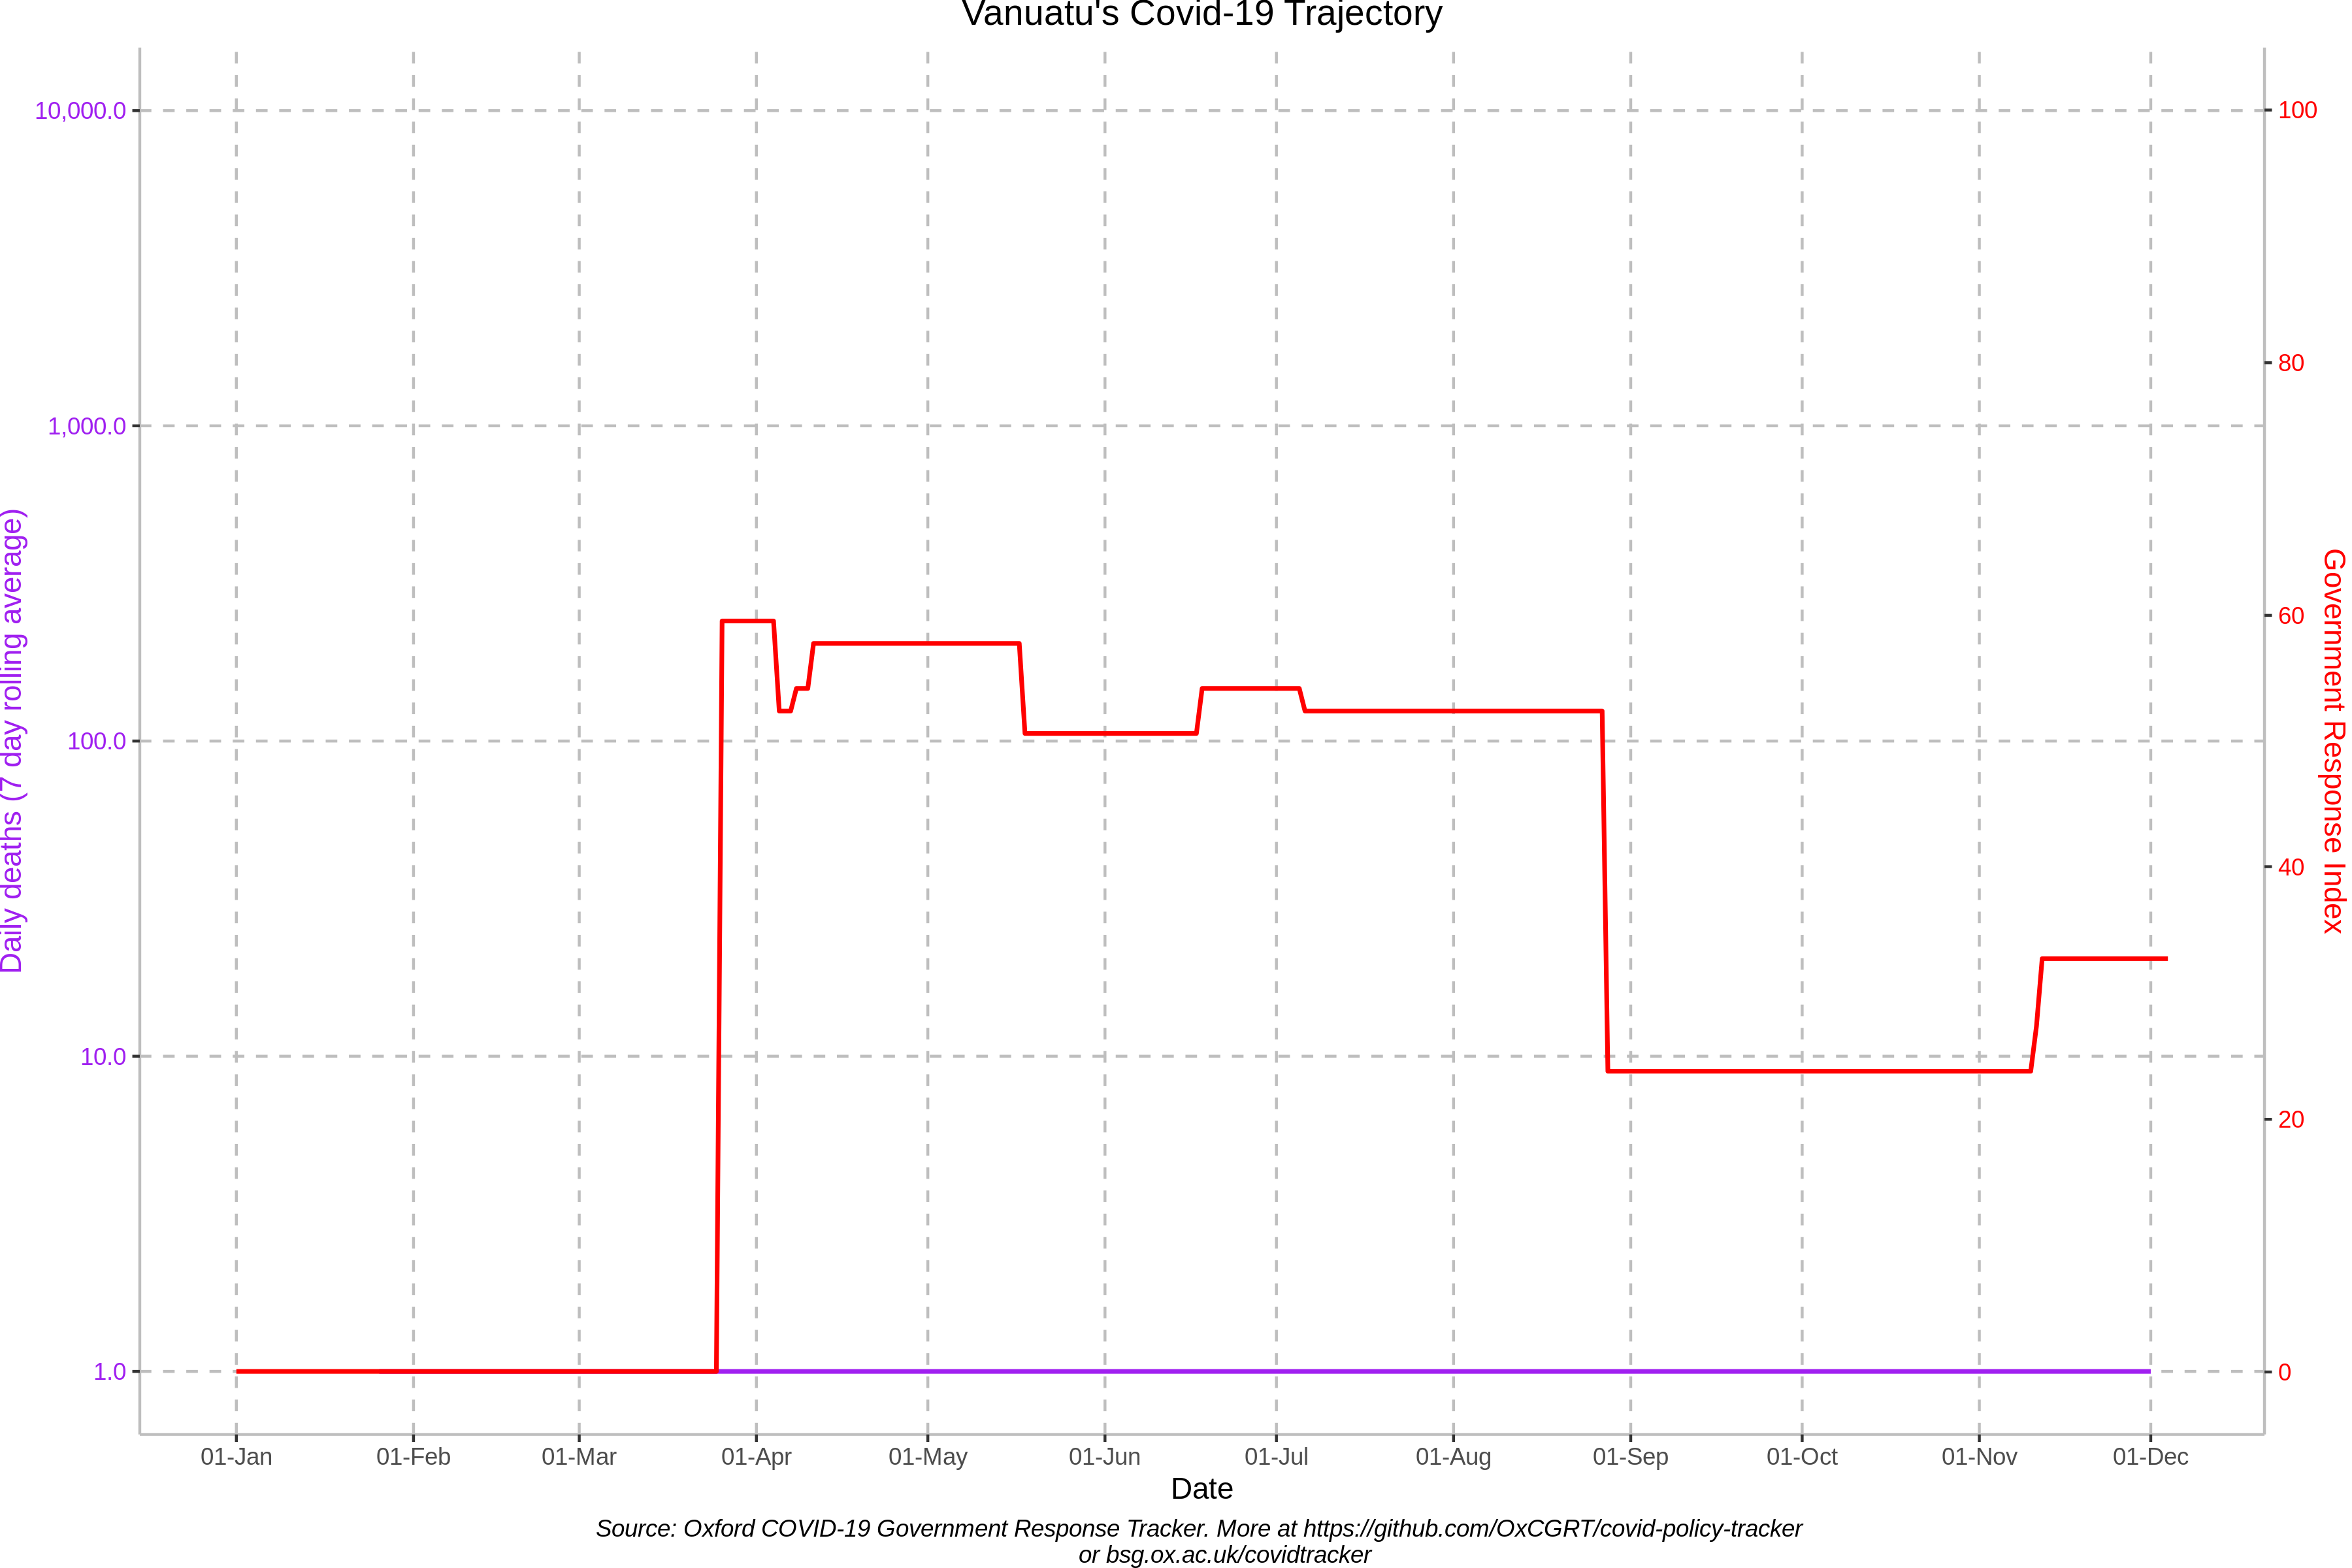 Vanuatu's Covid-19 Trajectory
10,000.0
1,000.0
100.0
10.0
1.0
Daily deaths (7 day rolling average)
100
80
60
40
20
0
Government Response Index
01-Jan 01-Feb 01-Mar 01-Apr 01-May 01-Jun 01-Jul 01-Aug 01-Sep 01-Oct 01-Nov 01-Dec
Date
Source: Oxford COVID-19 Government Response Tracker. More at https://github.com/OxCGRT/covid-policy-tracker
or bsg.ox.ac.uk/covidtracker